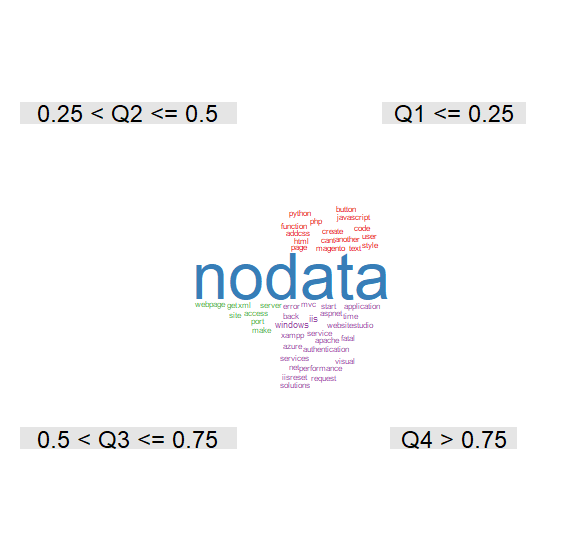 0.25 < Q2 <= 0.5 Q1 <= 0.25
button
python javascript
php
function create code
addcss cant another user
html style
page magento text
nodata
webpage getxml server error mvc start application
access aspnet
site back iis time
port windows websitestudio
make
xampp service
apache fatal
azure authentication
services visual
net performance
iisreset request
solutions
0.5 < Q3 <= 0.75 Q4 > 0.75